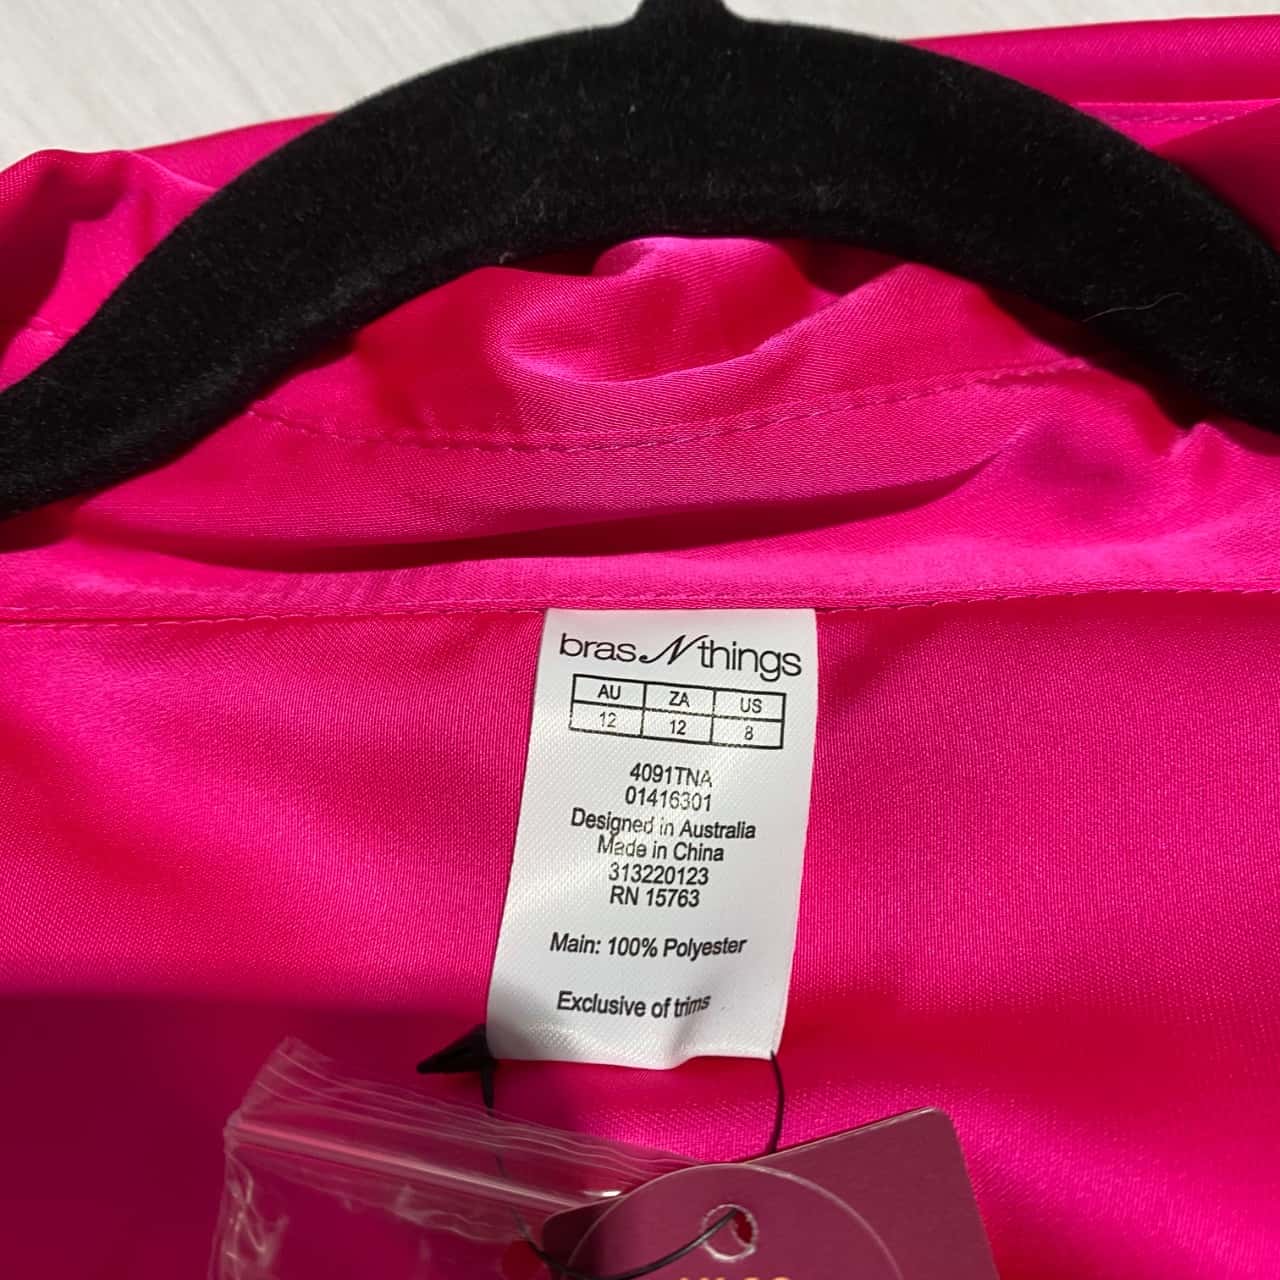 bras N things
AU ZA US
12 12 8
4091TNA
01416301
Designed in Australia
Made in China
313220123
RN 15763
Main: 100% Polyester
Exclusive of trims